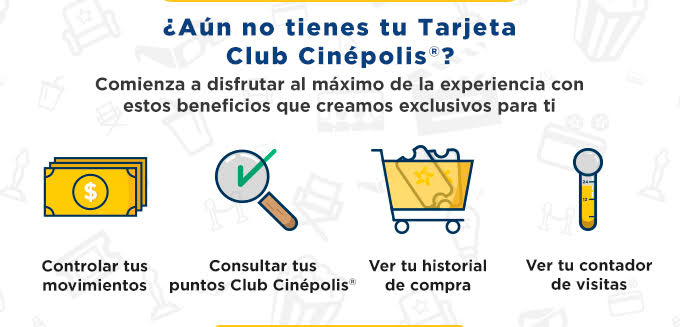 ¿Aún no tienes tu Tarjeta
Club Cinépolis®?
Comienza a disfrutar al máximo de la experiencia con
estos beneficios que creamos exclusivos para ti
$
24
12
Controlar tus
movimientos
Consultar tus
puntos Club Cinépolis®
Ver tu historial
de compra
Ver tu contador
de visitas